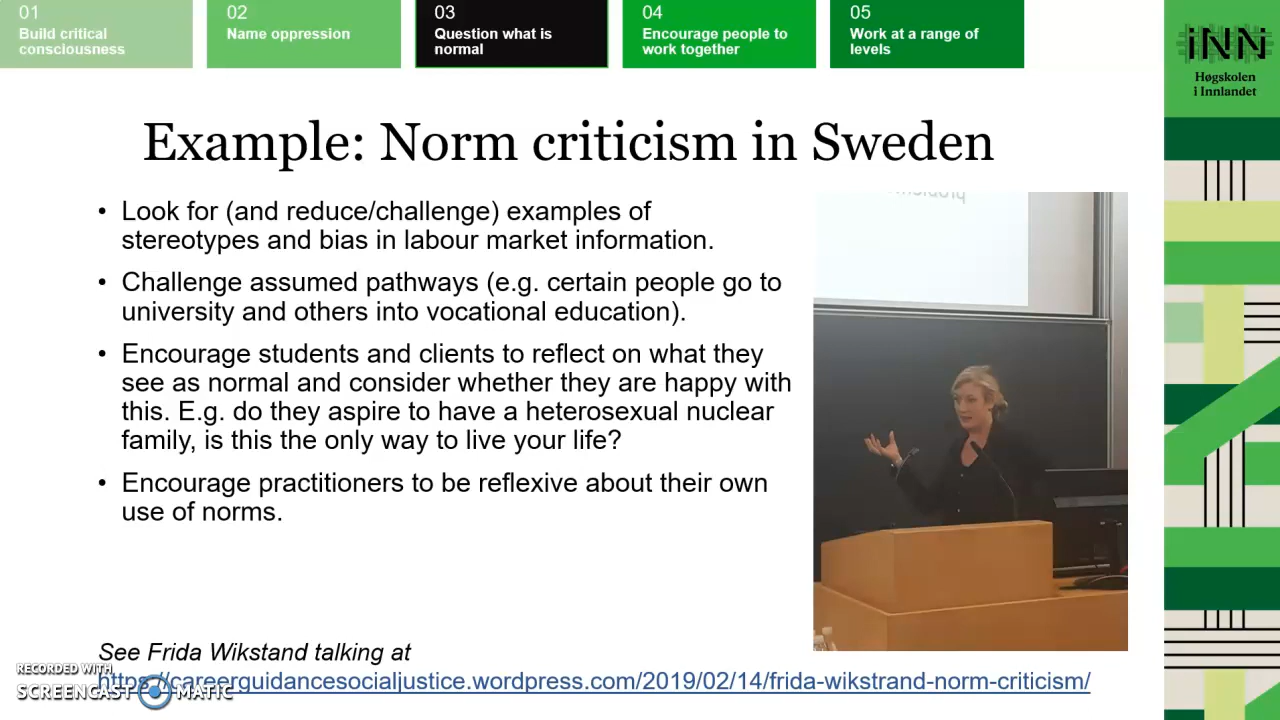 01
Build critical
consciousness
02
Name oppression
03
Question what is
normal
04
Encourage people to
work together
05
Work at a range of
levels
iNN
Høgskolen
i Innlandet
Example: Norm criticism in Sweden
• Look for (and reduce/challenge) examples of
stereotypes and bias in labour market information.
• Challenge assumed pathways (e.g. certain people go to
university and others into vocational education).
• Encourage students and clients to reflect on what they
see as normal and consider whether they are happy with
this. E.g. do they aspire to have a heterosexual nuclear
family, is this the only way to live your life?
• Encourage practitioners to be reflexive about their own
use of norms.
See Frida Wikstand talking at
https://careerguidancesocialjustice.wordpress.com/2019/02/14/frida-wikstrand-norm-criticism/
RECORDED WITH
SCREENCAST MATIC